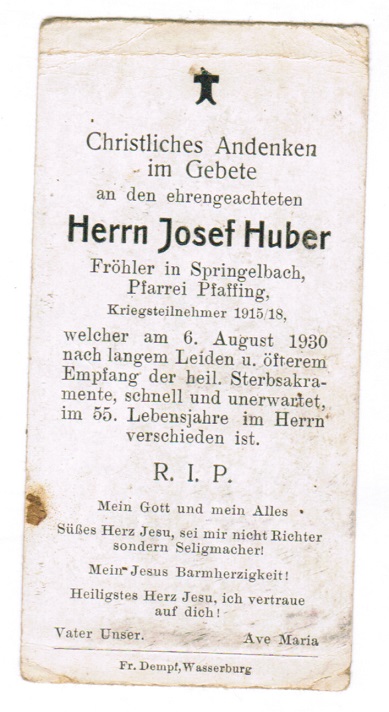 Christliches Andenken
im Gebete
an den ehrengeachteten
Herrn Josef Huber
Fröhler in Springelbach,
Pfarrei Pfaffing,
Kriegsteilnehmer 1915/18,
welcher am 6. August 1930
nach langem Leiden u. öfterem
Empfang der heil. Sterbsakra-
mente, schnell und unerwartet,
im 55. Lebensjahre im Herrn
verschieden ist.
R. I. P.
Mein Gott und mein Alles
Süßes Herz Jesu, sei mir nicht Richter
sondern Seligmacher!
Mein Jesus Barmherzigkeit!
Heiligstes Herz Jesu, ich vertraue
auf dich!
Vater Unser. Ave Maria
Fr. Dempf, Wasserburg